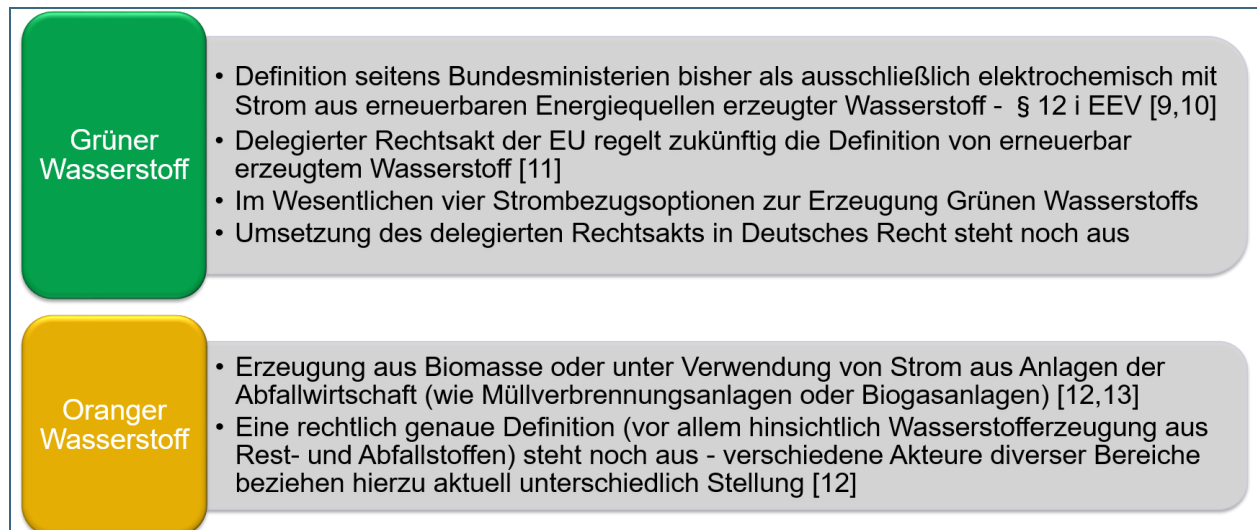 Grüner
Wasserstoff
• Definition seitens Bundesministerien bisher als ausschließlich elektrochemisch mit
Strom aus erneuerbaren Energiequellen erzeugter Wasserstoff - § 12 i EEV [9,10]
• Delegierter Rechtsakt der EU regelt zukünftig die Definition von erneuerbar
erzeugtem Wasserstoff [11]
• Im Wesentlichen vier Strombezugsoptionen zur Erzeugung Grünen Wasserstoffs
• Umsetzung des delegierten Rechtsakts in Deutsches Recht steht noch aus
Oranger
Wasserstoff
• Erzeugung aus Biomasse oder unter Verwendung von Strom aus Anlagen der
Abfallwirtschaft (wie Müllverbrennungsanlagen oder Biogasanlagen) [12,13]
• Eine rechtlich genaue Definition (vor allem hinsichtlich Wasserstofferzeugung aus
Rest- und Abfallstoffen) steht noch aus - verschiedene Akteure diverser Bereiche
beziehen hierzu aktuell unterschiedlich Stellung [12]